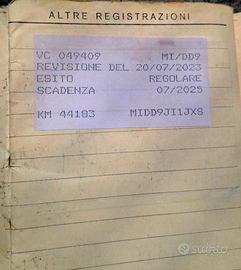 ALTRE REGISTRAZIONI
VC 049409 MI/DD9
REVISIONE DEL 20/07/2023
ESITO REGOLARE
SCADENZA 07/2025
KM 44183 MIDD9JI1JXS
Subito